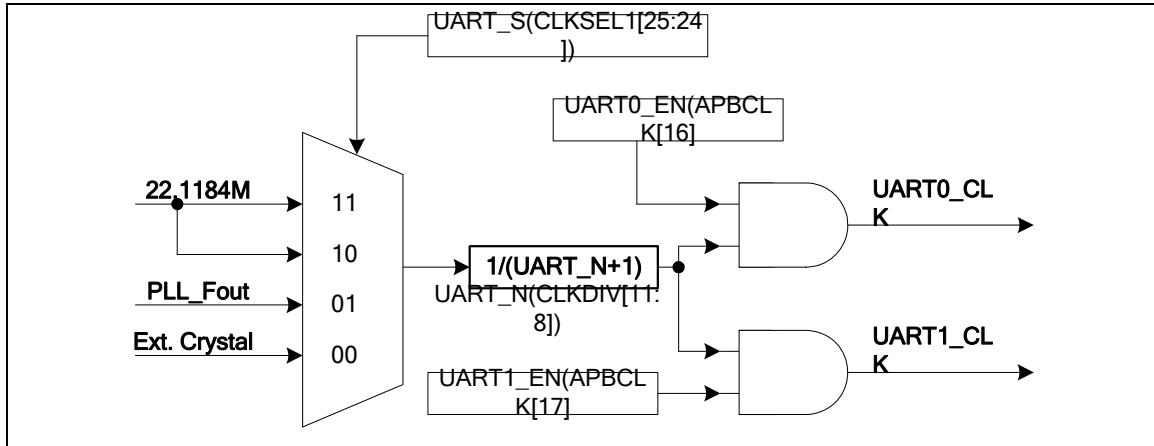 UART_S(CLKSEL1[25:24
])
UART0_EN(APBCL
K[16]
22.1184M
11
UART0_CL
K
10
1/(UART_N+1)
PLL_Fout
01
UART_N(CLKDIV[11:
8])
Ext. Crystal
00
UART1_CL
K
UART1_EN(APBCL
K[17]